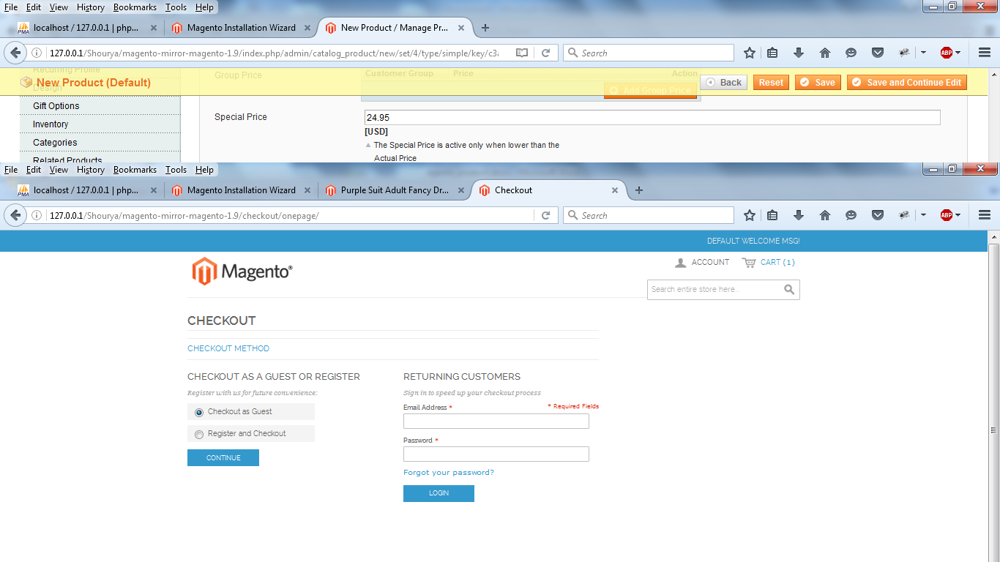 File Edit View History Bookmarks Tools Help
localhost / 127.0.0.1 | php... Magento Installation Wizard New Product / Manage Pr...
127.0.0.1/Shourya/magento-mirror-magento-1.9/index.php/admin/catalog_product/new/set/4/type/simple/key/c3a Search ABP
Recurring Profile Group Price Customer Group Price Action
New Product (Default) Back Reset Save Save and Continue Edit
Design Add Group Price
Gift Options
Special Price 24.95
Inventory
[USD]
Categories
The Special Price is active only when lower than the
Related Products
Actual Price
File Edit View History Bookmarks Tools Help
localhost / 127.0.0.1 | php... Magento Installation Wizard Purple Suit Adult Fancy Dr... Checkout
127.0.0.1/Shourya/magento-mirror-magento-1.9/checkout/onepage/ Search ABP
DEFAULT WELCOME MSG!
Magento®
ACCOUNT CART (1)
Search entire store here...
CHECKOUT
CHECKOUT METHOD
CHECKOUT AS A GUEST OR REGISTER
Register with us for future convenience:
Checkout as Guest
Register and Checkout
CONTINUE
RETURNING CUSTOMERS
Sign in to speed up your checkout process
Email Address * * Required Fields
Password *
Forgot your password?
LOGIN